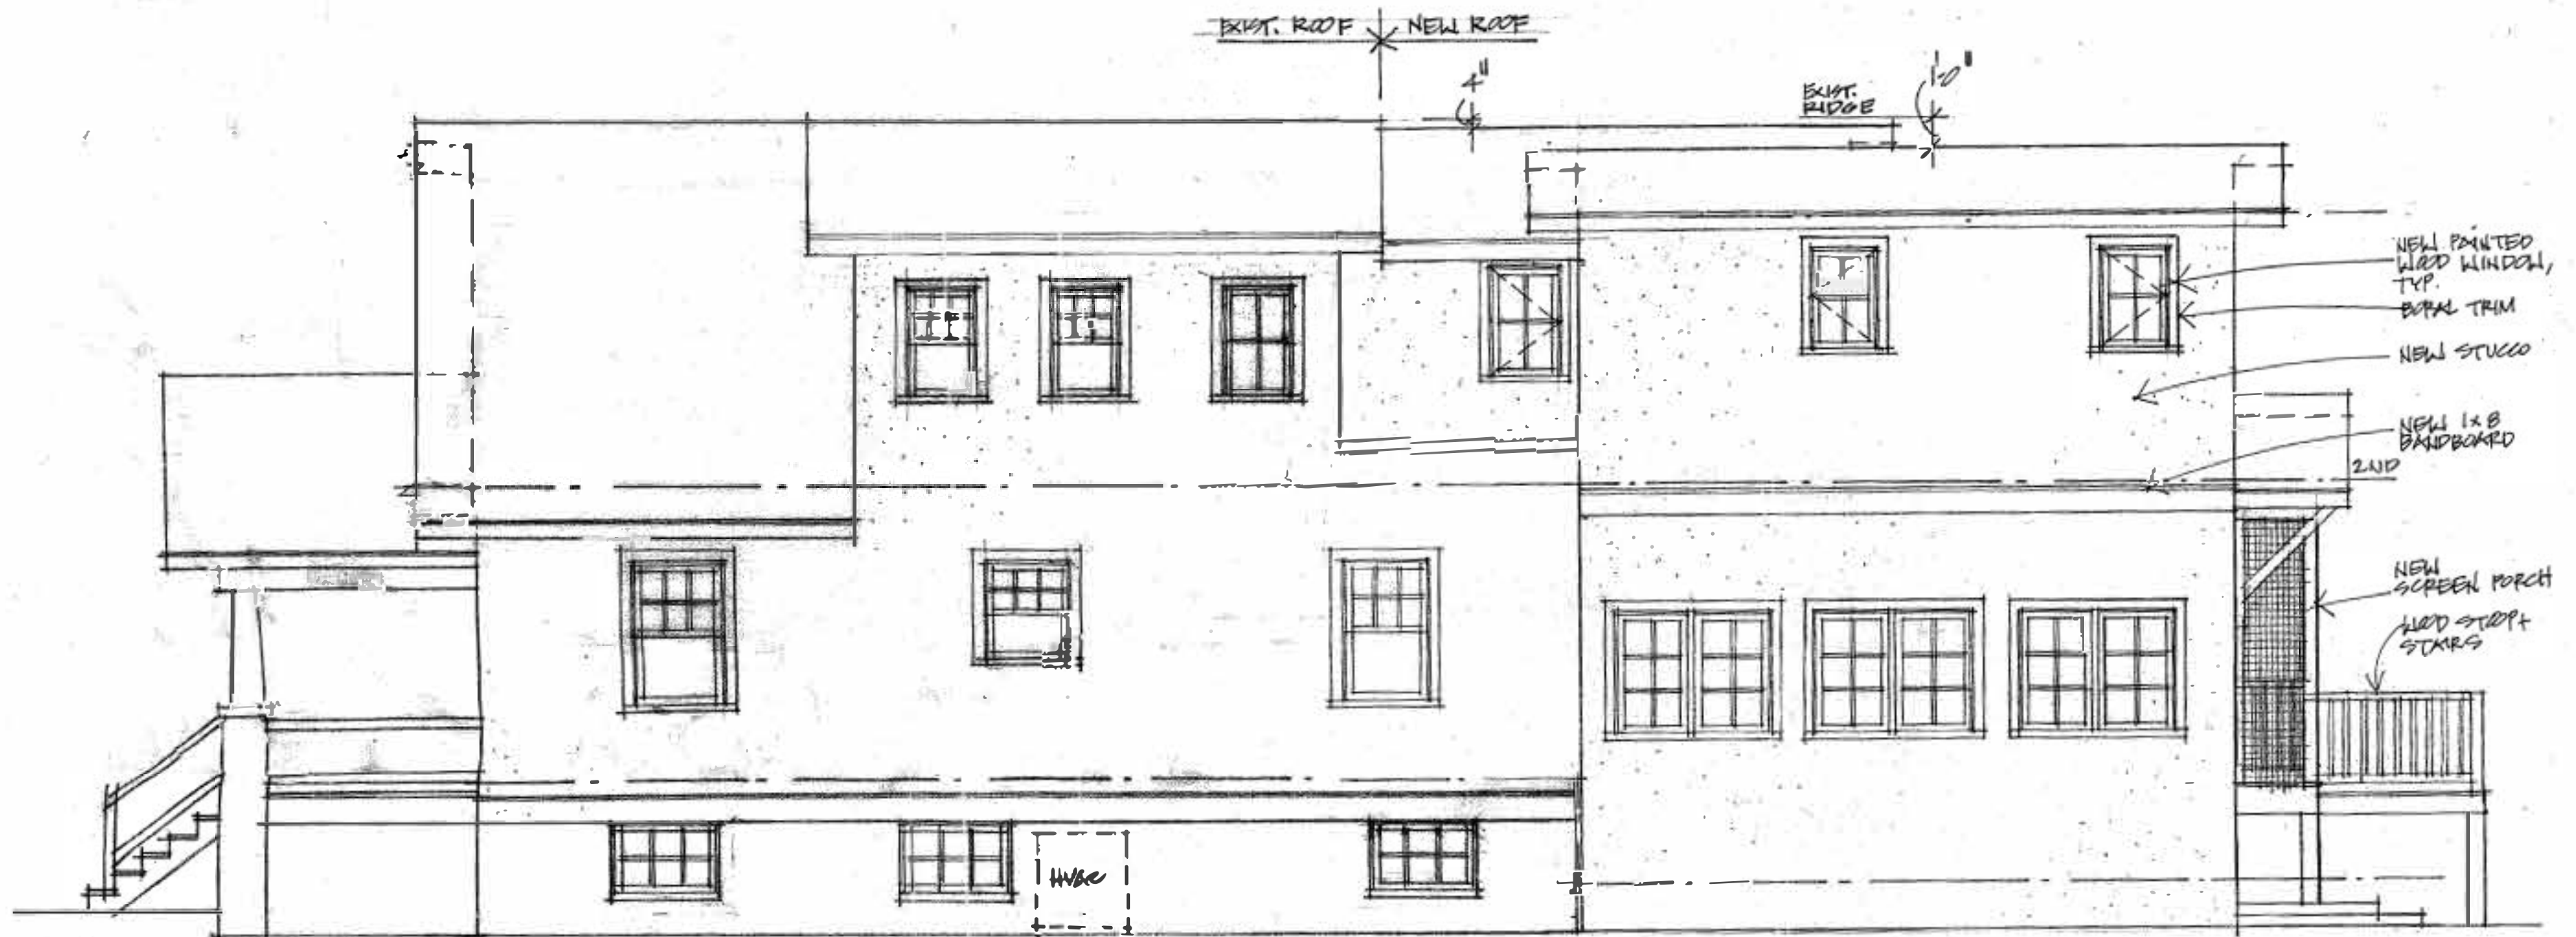 EXIST. ROOF
NEW ROOF
4"
1'-0"
EXIST.
RIDGE
NEW PAINTED
WOOD WINDOW,
TYP.
BORAL TRIM
NEW STUCCO
NEW 1x8
BANDBOARD
2ND
NEW
SCREEN PORCH
WOOD STOOP +
STAIRS
HVAC